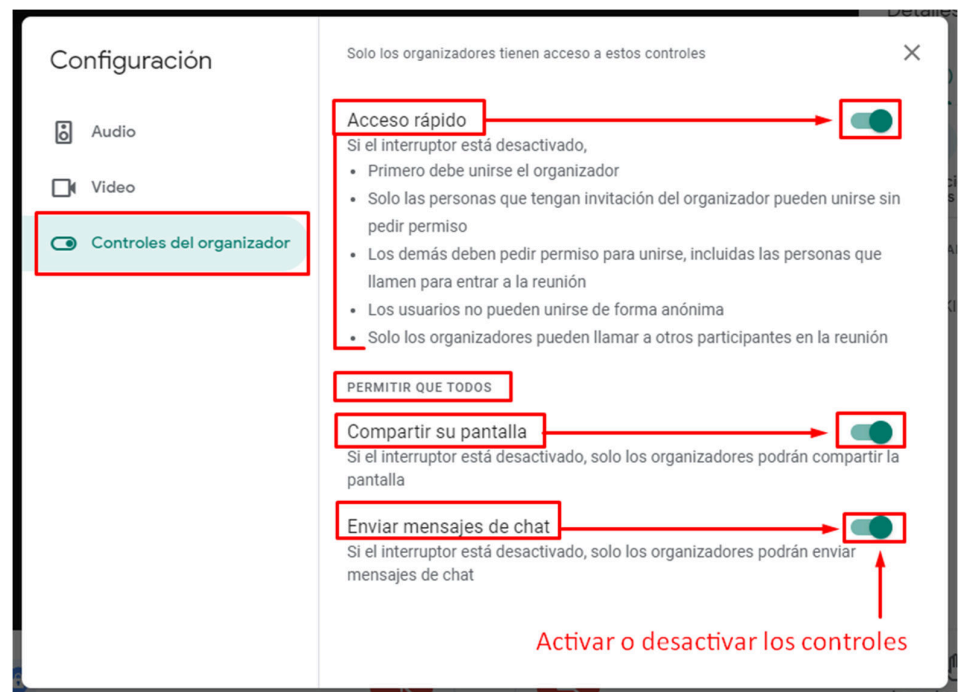 Detalles
Configuración
Solo los organizadores tienen acceso a estos controles
Audio
Video
Controles del organizador
Acceso rápido
Si el interruptor está desactivado,
• Primero debe unirse el organizador
• Solo las personas que tengan invitación del organizador pueden unirse sin
pedir permiso
• Los demás deben pedir permiso para unirse, incluidas las personas que
llamen para entrar a la reunión
• Los usuarios no pueden unirse de forma anónima
• Solo los organizadores pueden llamar a otros participantes en la reunión
PERMITIR QUE TODOS
Compartir su pantalla
Si el interruptor está desactivado, solo los organizadores podrán compartir la
pantalla
Enviar mensajes de chat
Si el interruptor está desactivado, solo los organizadores podrán enviar
mensajes de chat
Activar o desactivar los controles